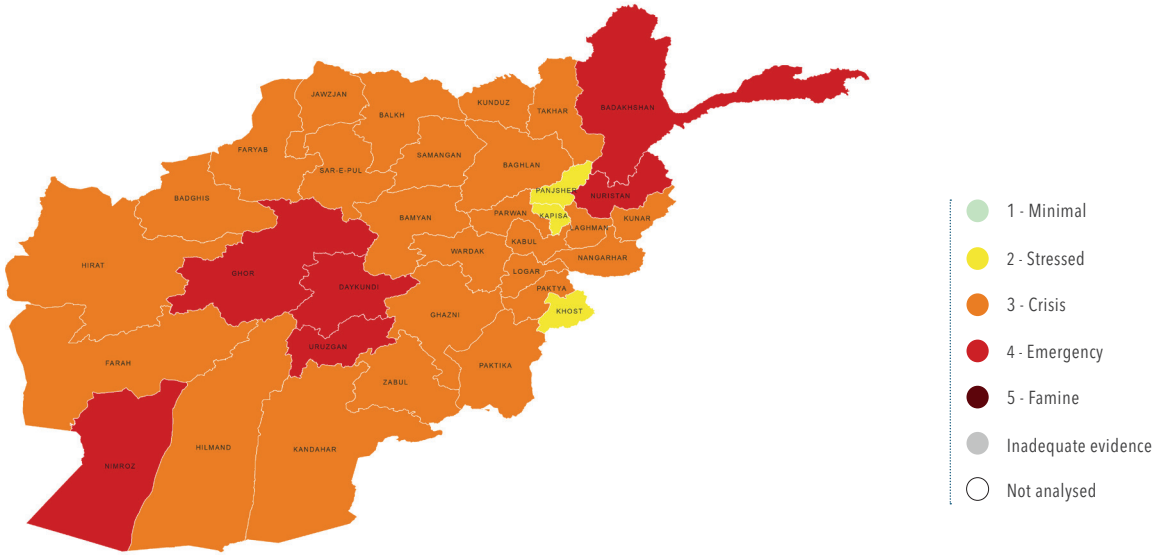 JAWZJAN
BALKH
KUNDUZ
TAKHAR
BADAKHSHAN
FARYAB
SAR-E-PUL
SAMANGAN
BAGHLAN
BADGHIS
PANJSHER
NURISTAN
BAMYAN
PARWAN
KAPISA
KUNAR
LAGHMAN
HIRAT
GHOR
WARDAK
KABUL
NANGARHAR
DAYKUNDI
LOGAR
PAKTYA
GHAZNI
KHOST
URUZGAN
FARAH
ZABUL
PAKTIKA
NIMROZ
HILMAND
KANDAHAR
1 - Minimal
2 - Stressed
3 - Crisis
4 - Emergency
5 - Famine
Inadequate evidence
Not analysed